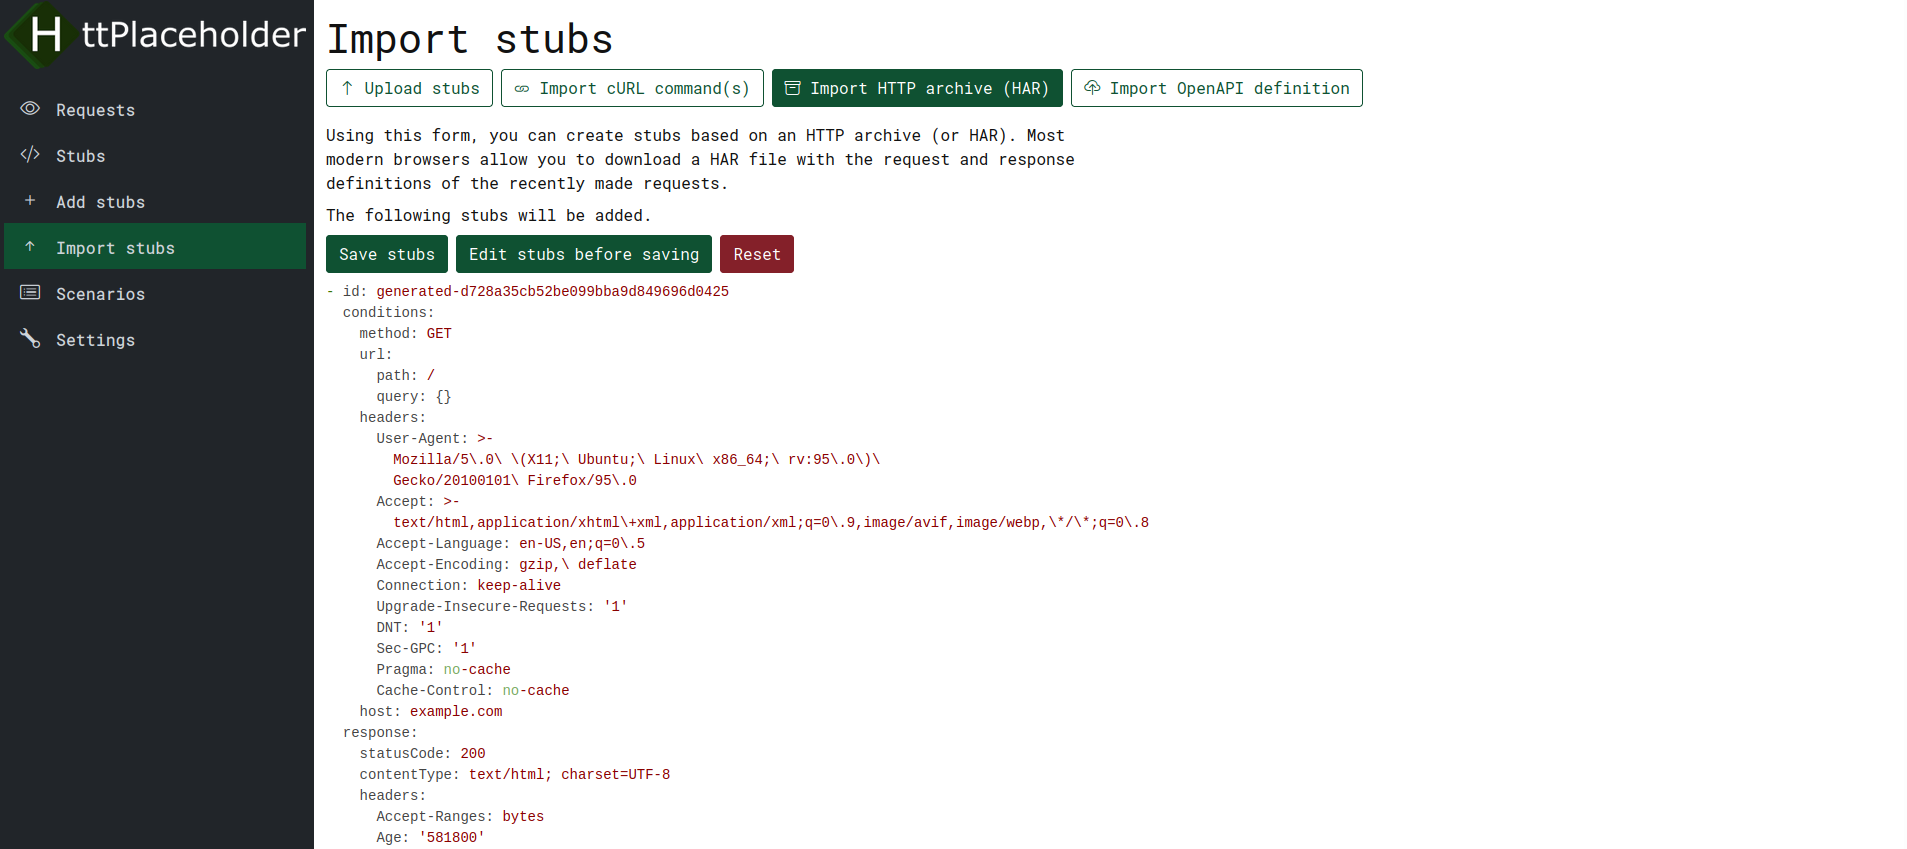 HttPlaceholder
Requests
Stubs
Add stubs
Import stubs
Scenarios
Settings
Import stubs
Upload stubs
Import cURL command(s)
Import HTTP archive (HAR)
Import OpenAPI definition
Using this form, you can create stubs based on an HTTP archive (or HAR). Most
modern browsers allow you to download a HAR file with the request and response
definitions of the recently made requests.
The following stubs will be added.
Save stubs
Edit stubs before saving
Reset
- id: generated-d728a35cb52be099bba9d849696d0425
  conditions:
    method: GET
    url:
      path: /
      query: {}
    headers:
      User-Agent: >-
        Mozilla/5\.0\ \(X11;\ Ubuntu;\ Linux\ x86_64;\ rv:95\.0\)\
        Gecko/20100101\ Firefox/95\.0
      Accept: >-
        text/html,application/xhtml\+xml,application/xml;q=0\.9,image/avif,image/webp,\*/\*;q=0\.8
      Accept-Language: en-US,en;q=0\.5
      Accept-Encoding: gzip,\ deflate
      Connection: keep-alive
      Upgrade-Insecure-Requests: '1'
      DNT: '1'
      Sec-GPC: '1'
      Pragma: no-cache
      Cache-Control: no-cache
    host: example.com
  response:
    statusCode: 200
    contentType: text/html; charset=UTF-8
    headers:
      Accept-Ranges: bytes
      Age: '581800'